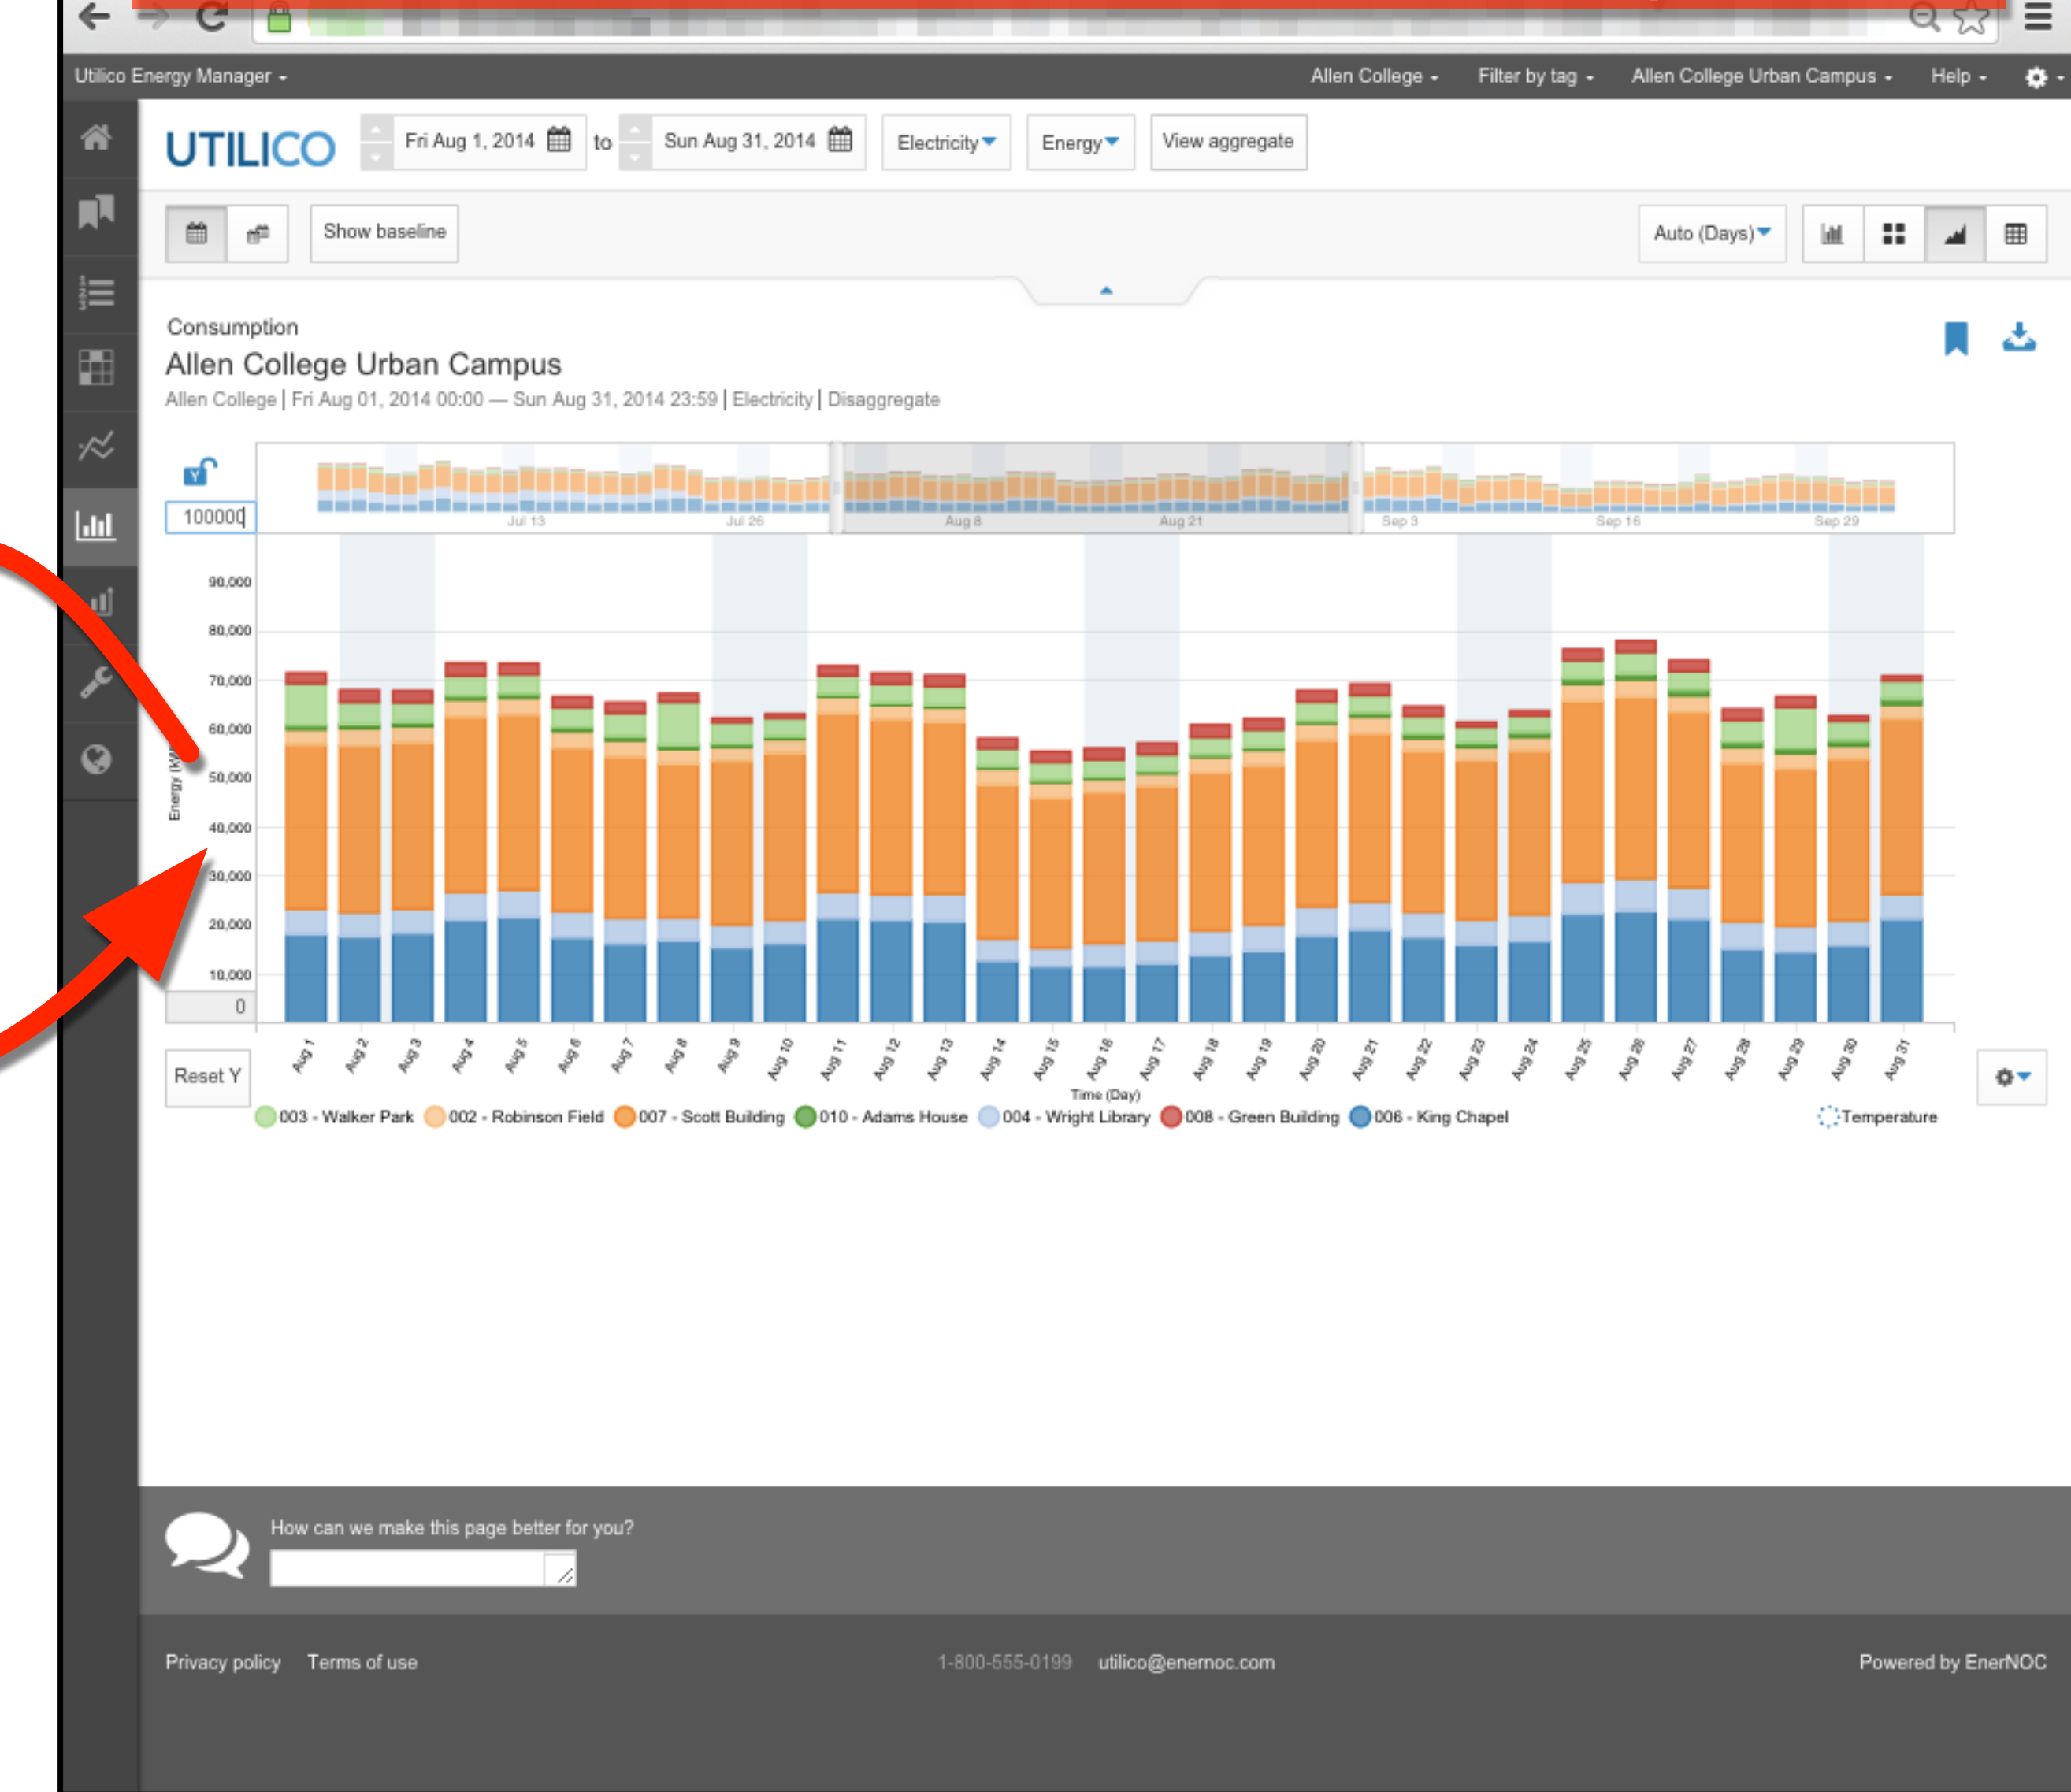 Utilico Energy Manager
Allen College Filter by tag Allen College Urban Campus Help
UTILICO Fri Aug 1, 2014 to Sun Aug 31, 2014 Electricity Energy View aggregate
Show baseline Auto (Days)
Consumption
Allen College Urban Campus
Allen College | Fri Aug 01, 2014 00:00 — Sun Aug 31, 2014 23:59 | Electricity | Disaggregate
Y
100000
Jul 13 Jul 26 Aug 8 Aug 21 Sep 3 Sep 16 Sep 29
90,000
80,000
70,000
60,000
50,000
40,000
30,000
20,000
10,000
0
Energy
Aug 1 Aug 2 Aug 3 Aug 4 Aug 5 Aug 6 Aug 7 Aug 8 Aug 9 Aug 10 Aug 11 Aug 12 Aug 13 Aug 14 Aug 15 Aug 16 Aug 17 Aug 18 Aug 19 Aug 20 Aug 21 Aug 22 Aug 23 Aug 24 Aug 25 Aug 26 Aug 27 Aug 28 Aug 29 Aug 30 Aug 31
Reset Y
Time (Day)
003 - Walker Park 002 - Robinson Field 007 - Scott Building 010 - Adams House 004 - Wright Library 008 - Green Building 006 - King Chapel Temperature
How can we make this page better for you?
Privacy policy Terms of use 1-800-555-0199 utilico@enernoc.com Powered by EnerNOC